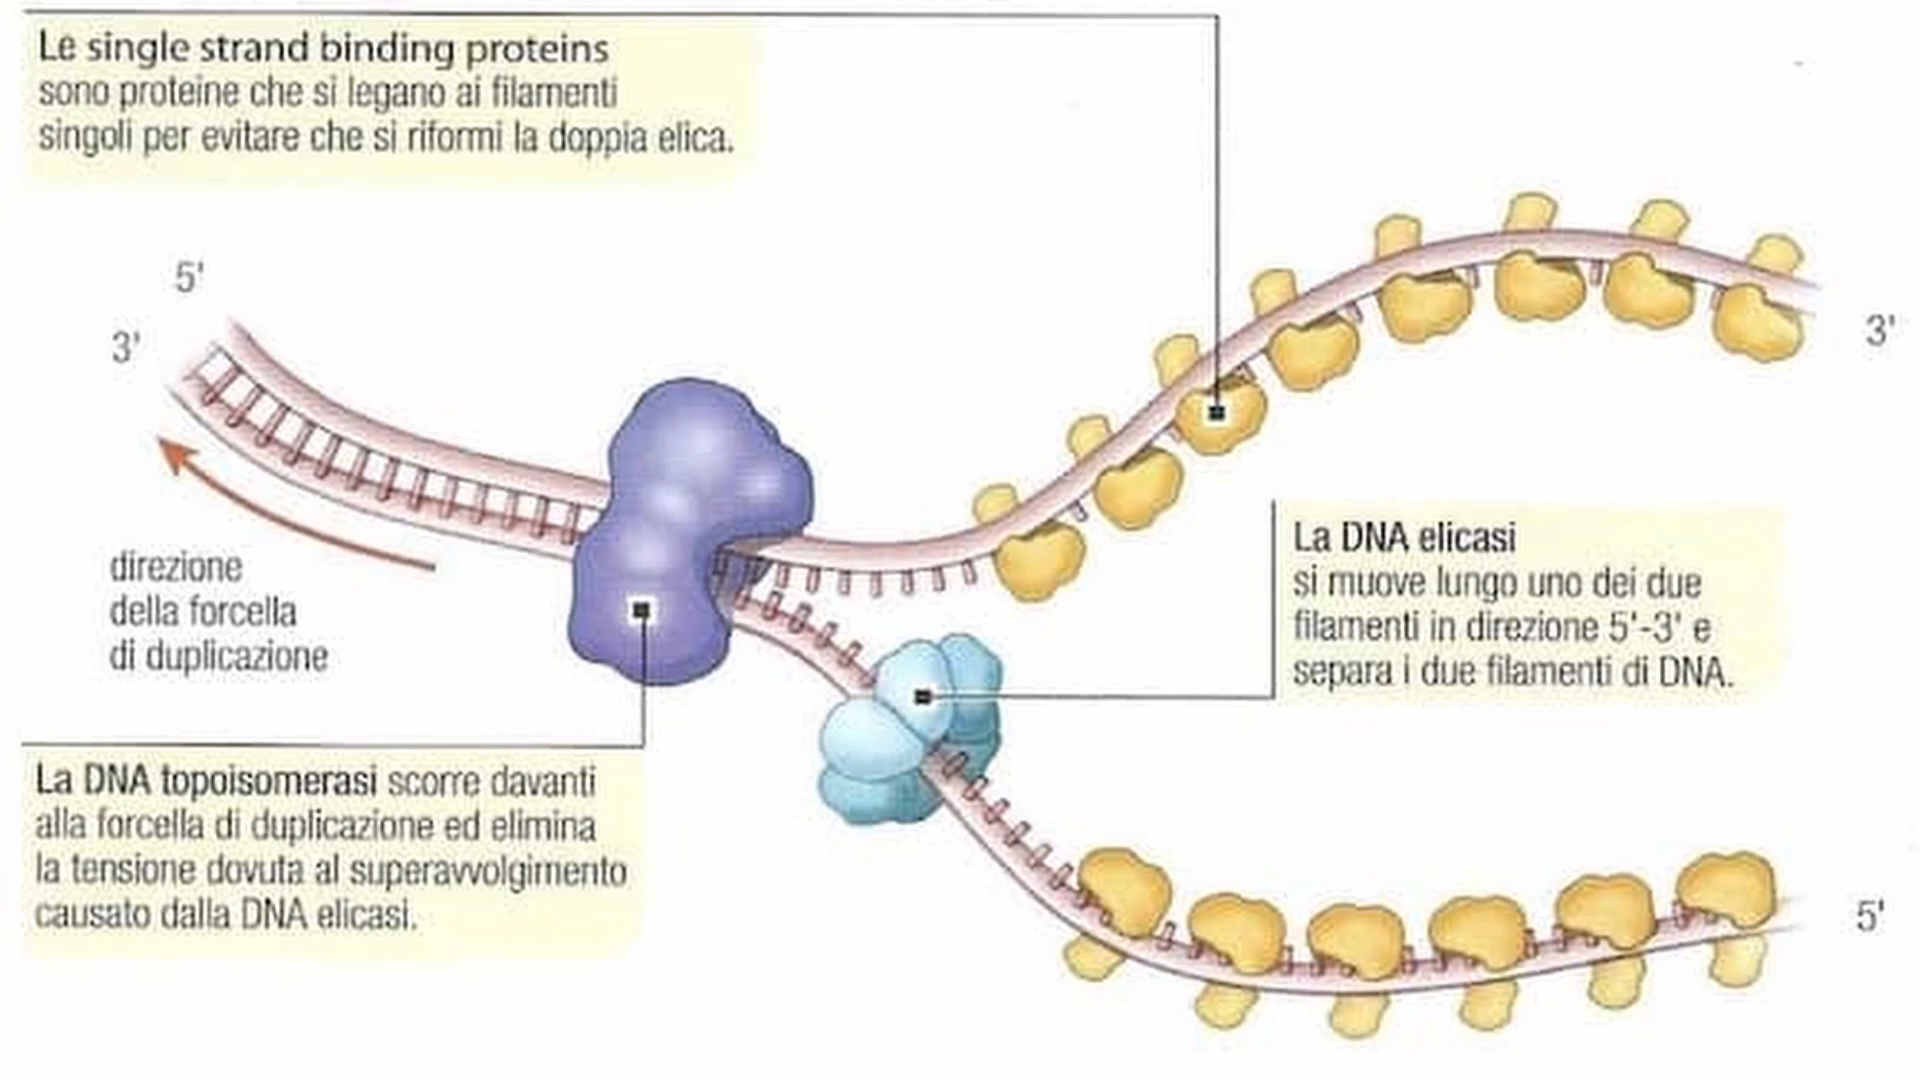 Le single strand binding proteins
sono proteine che si legano ai filamenti
singoli per evitare che si riformi la doppia elica.
5'
3'
3'
direzione
della forcella
di duplicazione
La DNA elicasi
si muove lungo uno dei due
filamenti in direzione 5'-3' e
separa i due filamenti di DNA.
La DNA topoisomerasi scorre davanti
alla forcella di duplicazione ed elimina
la tensione dovuta al superavvolgimento
causato dalla DNA elicasi.
5'